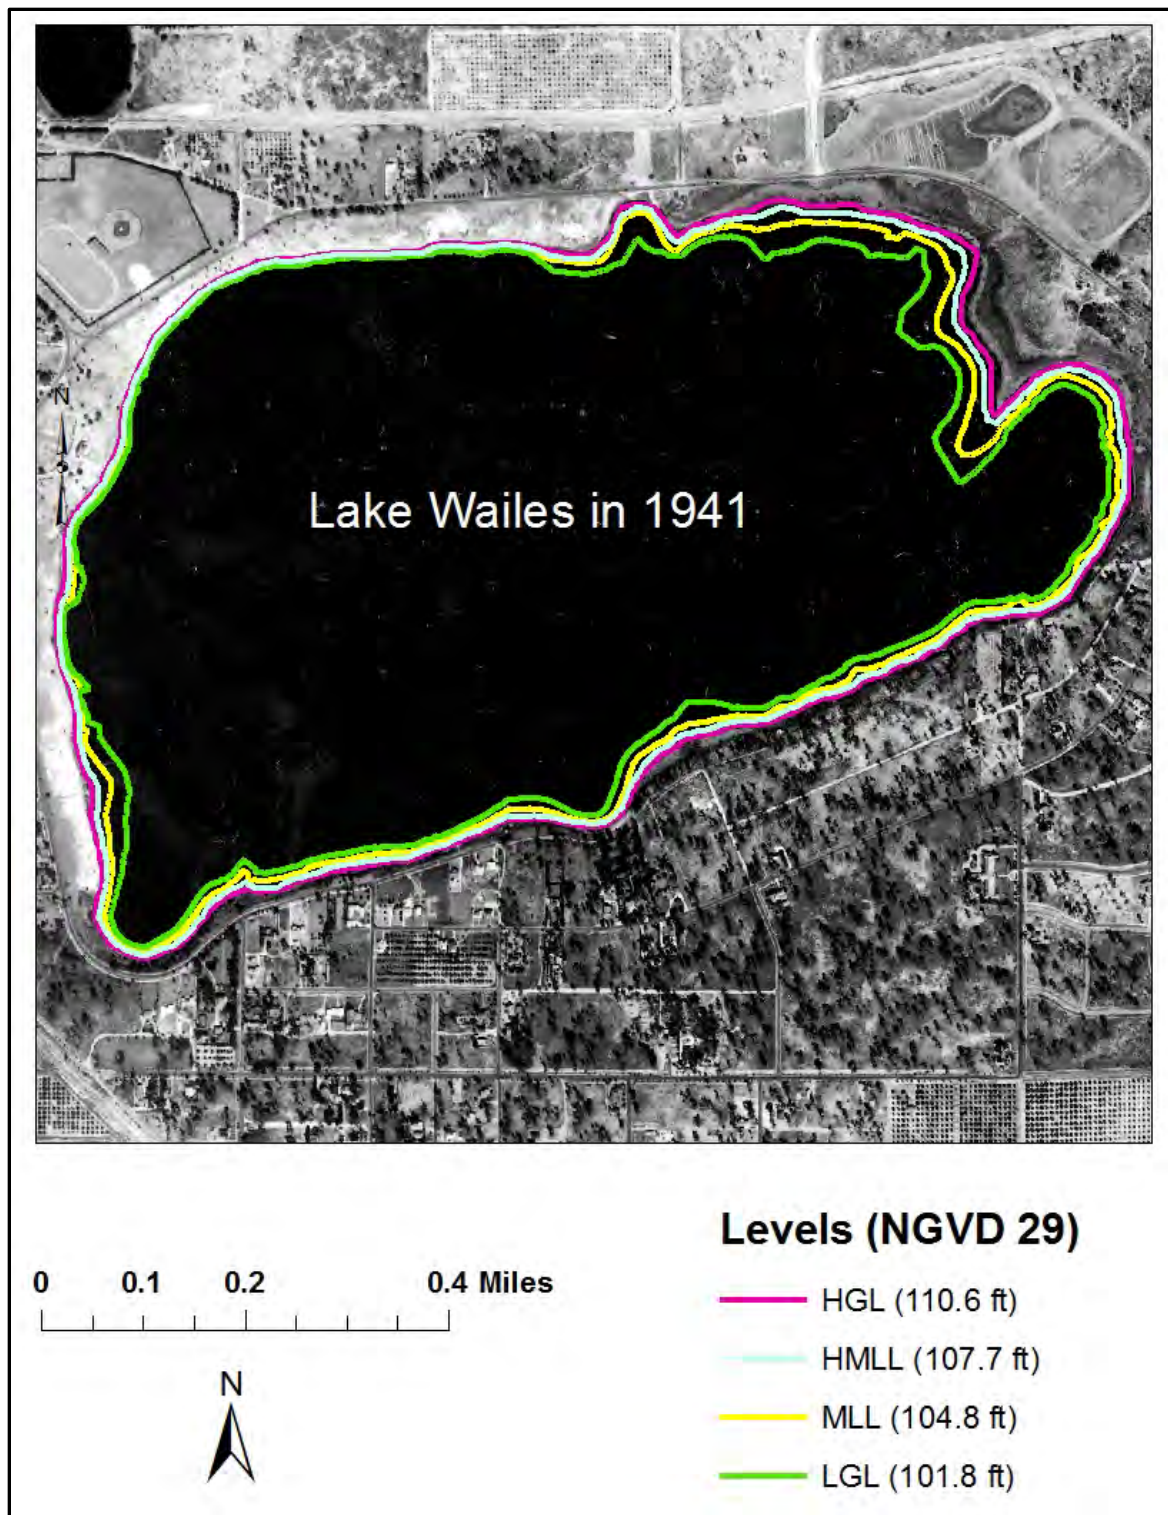 N
Lake Wailes in 1941
Levels (NGVD 29)
0 0.1 0.2 0.4 Miles
HGL (110.6 ft)
HMLL (107.7 ft)
N
MLL (104.8 ft)
LGL (101.8 ft)